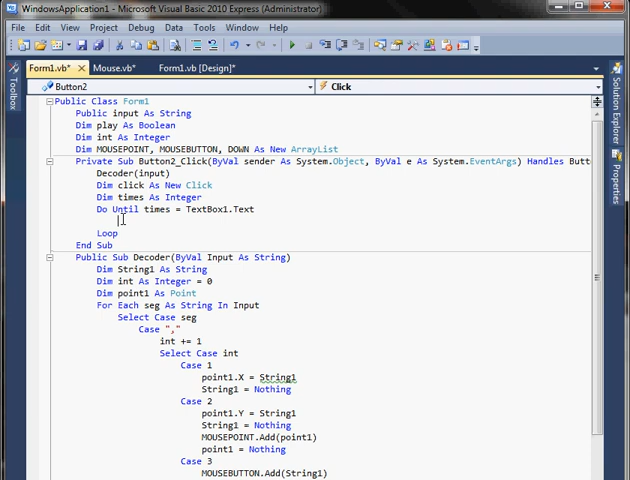 WindowsApplication1 - Microsoft Visual Basic 2010 Express (Administrator)
File Edit View Project Debug Data Tools Window Help
Form1.vb* Mouse.vb* Form1.vb [Design]*
Toolbox
Solution Explorer
Properties
Button2 Click
Public Class Form1
Public input As String
Dim play As Boolean
Dim int As Integer
Dim MOUSEPOINT, MOUSEBUTTON, DOWN As New ArrayList
Private Sub Button2_Click(ByVal sender As System.Object, ByVal e As System.EventArgs) Handles Butt
Decoder(input)
Dim click As New Click
Dim times As Integer
Do Until times = TextBox1.Text
Loop
End Sub
Public Sub Decoder(ByVal Input As String)
Dim String1 As String
Dim int As Integer = 0
Dim point1 As Point
For Each seg As String In Input
Select Case seg
Case ","
int += 1
Select Case int
Case 1
point1.X = String1
String1 = Nothing
Case 2
point1.Y = String1
String1 = Nothing
MOUSEPOINT.Add(point1)
point1 = Nothing
Case 3
MOUSEBUTTON.Add(String1)